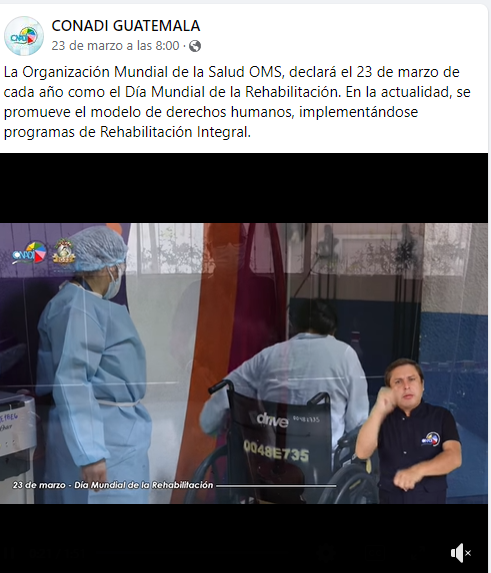 CONADI GUATEMALA
23 de marzo a las 8:00 ·
La Organización Mundial de la Salud OMS, declará el 23 de marzo de
cada año como el Día Mundial de la Rehabilitación. En la actualidad, se
promueve el modelo de derechos humanos, implementándose
programas de Rehabilitación Integral.
drive
0048E735
0048E735
23 de marzo - Día Mundial de la Rehabilitación